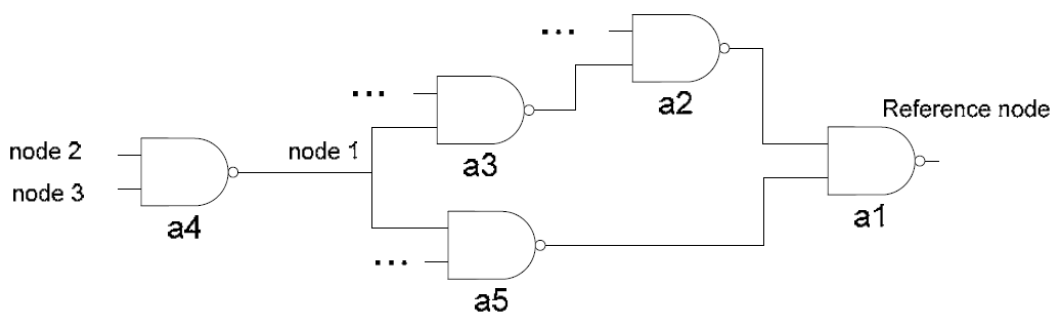 ...
a2
...
a3
Reference node
node 2
node 3
a4
node 1
a1
...
a5